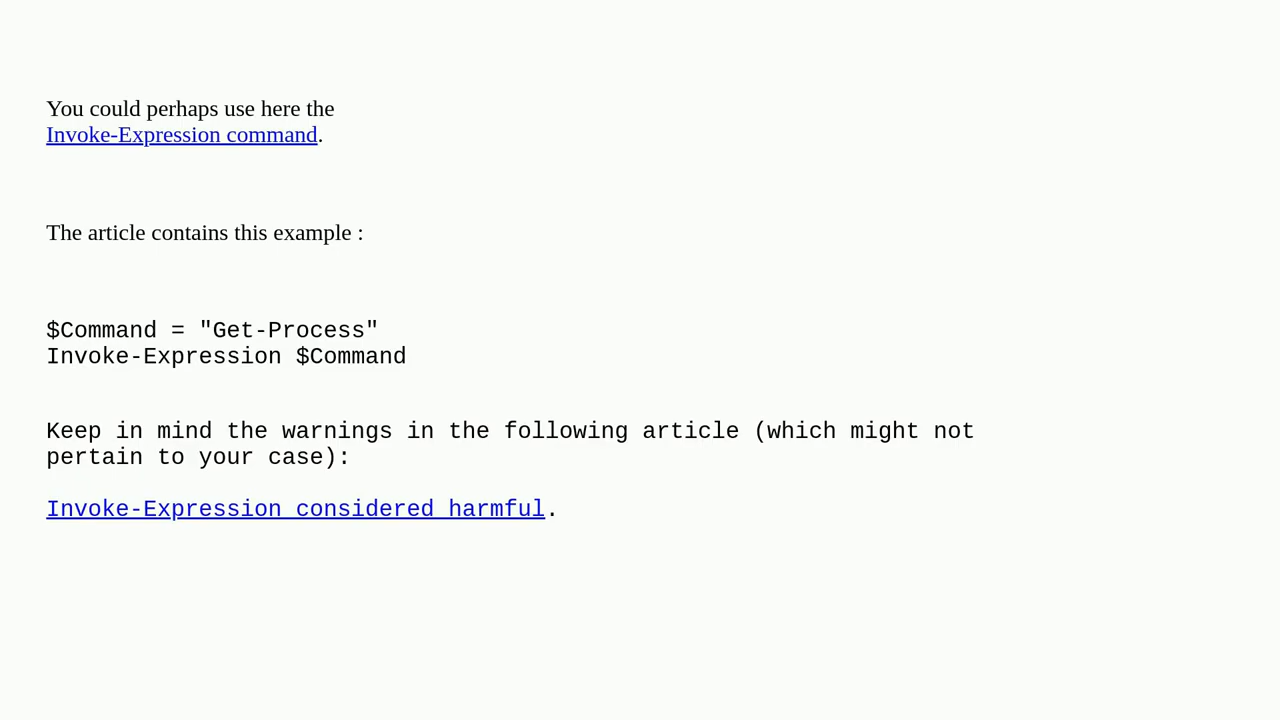 You could perhaps use here the
Invoke-Expression command.
The article contains this example :
$Command = "Get-Process"
Invoke-Expression $Command
Keep in mind the warnings in the following article (which might not
pertain to your case):
Invoke-Expression considered harmful.